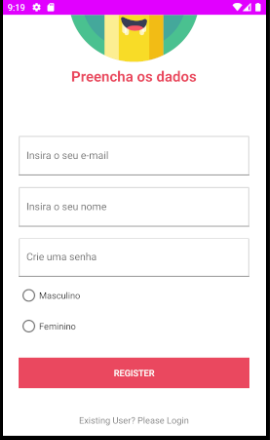 9:19
Preencha os dados
Insira o seu e-mail
Insira o seu nome
Crie uma senha
Masculino
Feminino
REGISTER
Existing User? Please Login